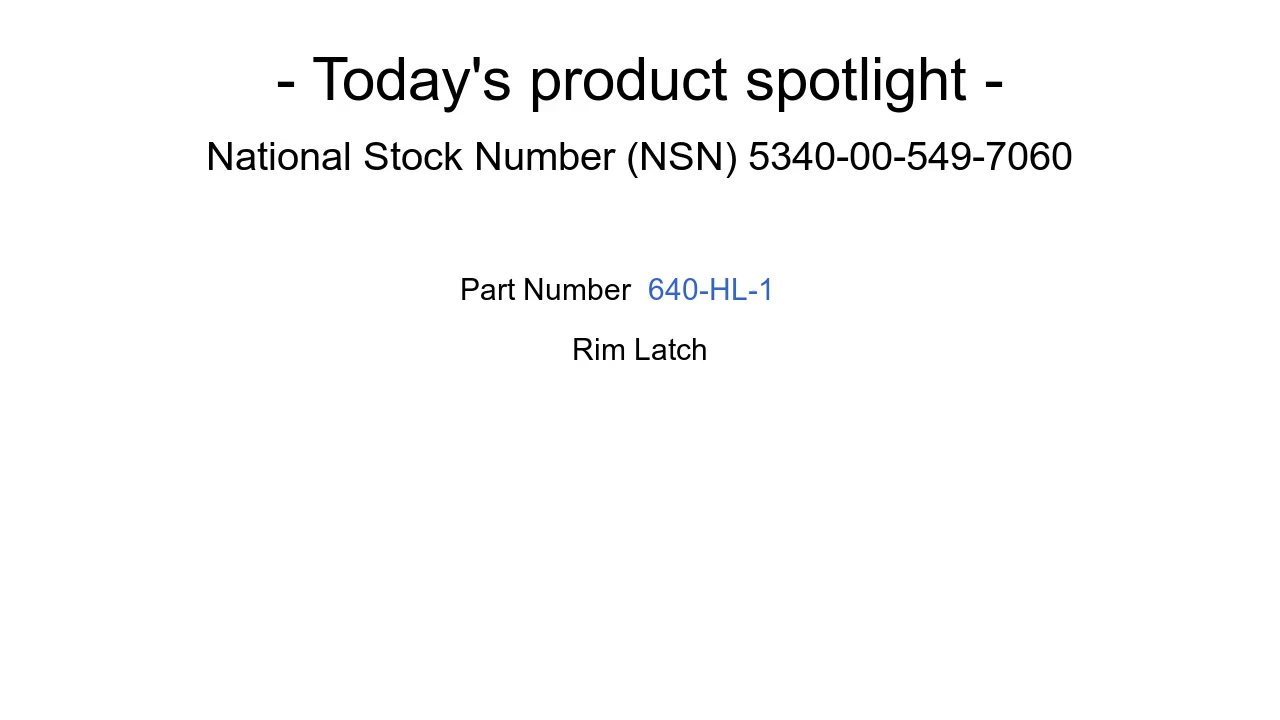 - Today's product spotlight -
National Stock Number (NSN) 5340-00-549-7060
Part Number 640-HL-1
Rim Latch